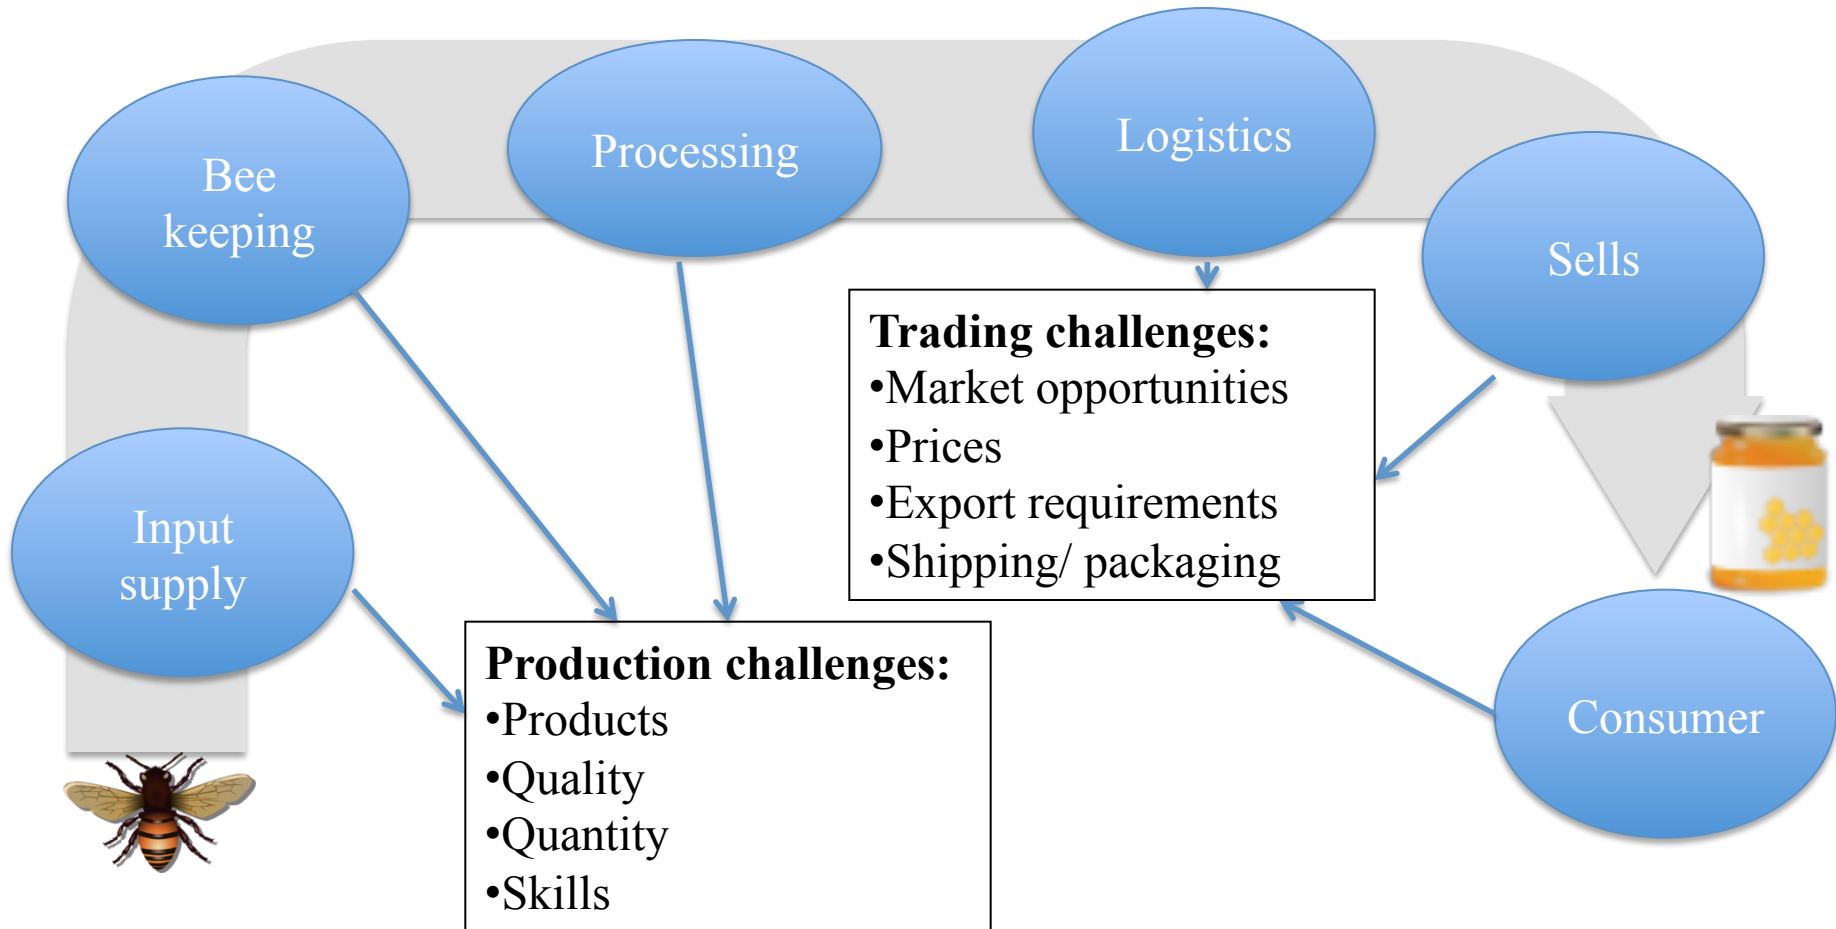 Bee
keeping
Processing
Logistics
Sells
Input
supply
Consumer
Trading challenges:
•Market opportunities
•Prices
•Export requirements
•Shipping/ packaging
Production challenges:
•Products
•Quality
•Quantity
•Skills